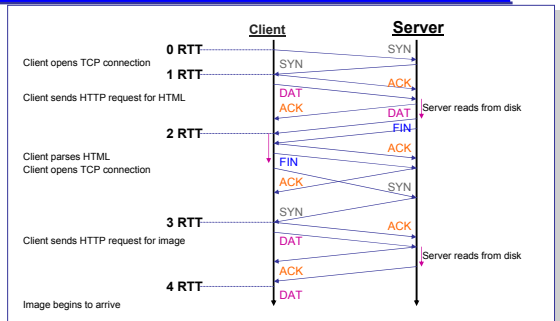 Client Server
0 RTT SYN
Client opens TCP connection SYN
1 RTT ACK
DAT
Client sends HTTP request for HTML
ACK Server reads from disk
DAT
2 RTT FIN
ACK
Client parses HTML FIN
Client opens TCP connection
ACK SYN
SYN
3 RTT ACK
Client sends HTTP request for image DAT
Server reads from disk
ACK
4 RTT DAT
Image begins to arrive